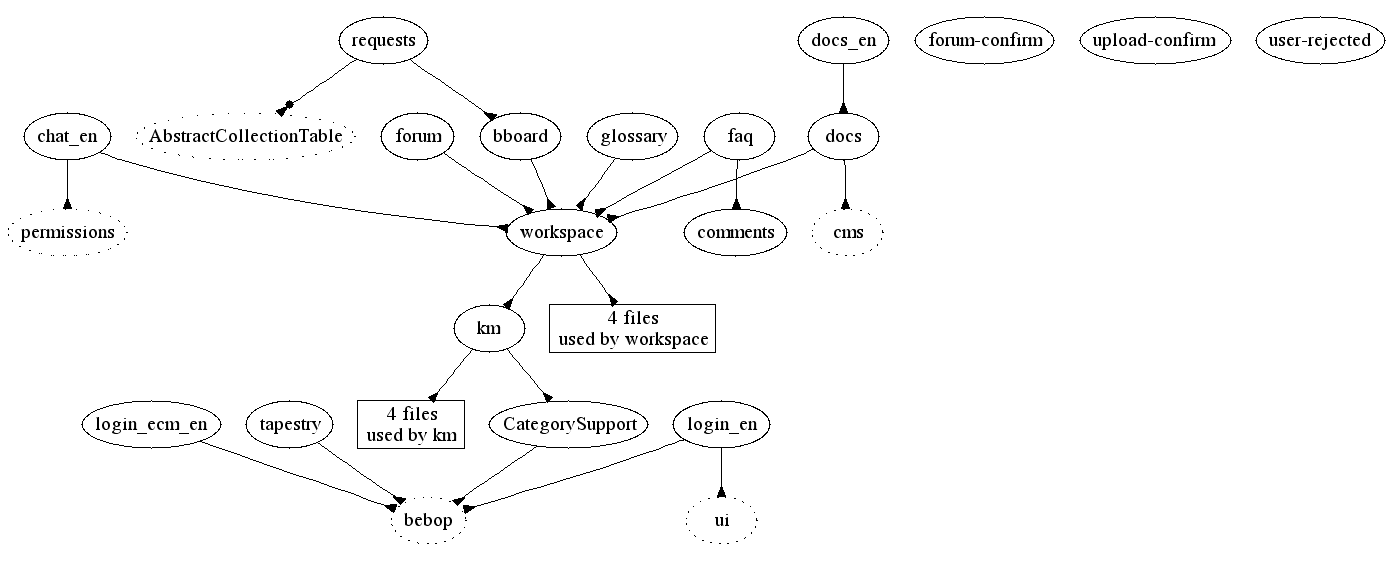 requests
docs_en
forum-confirm
upload-confirm
user-rejected
chat_en
AbstractCollectionTable
forum
bboard
glossary
faq
docs
permissions
workspace
comments
cms
km
4 files
used by workspace
login_ecm_en
tapestry
4 files
used by km
CategorySupport
login_en
bebop
ui